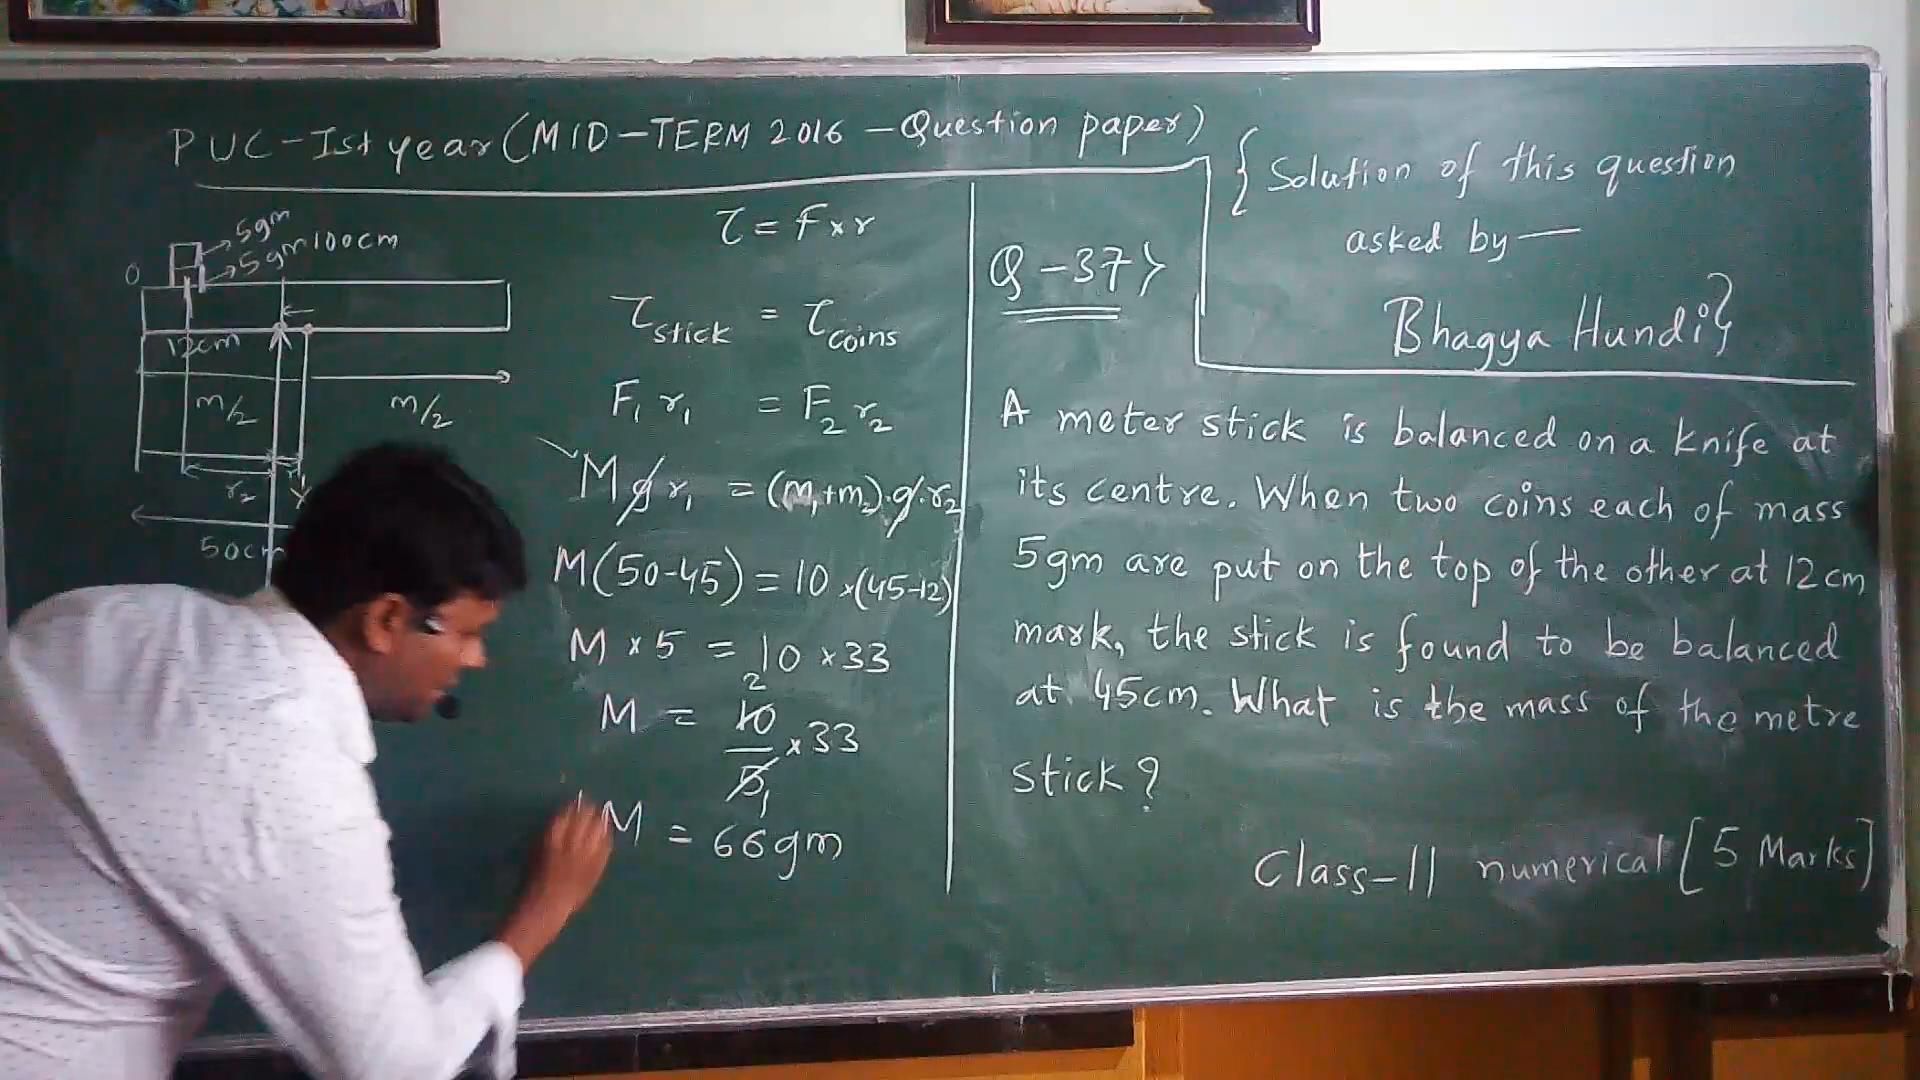 PUC-Ist year (MID-TERM 2016 - Question paper)
{Solution of this question
asked by —
Bhagya Hundi}
5gm
5gm 100cm
0
12cm
m/2 m/2
r2 r1
50cm
τ = F × r
τstick = τcoins
F1 r1 = F2 r2
M g r1 = (m1+m2).g.r2
M(50-45) = 10 × (45-12)
M × 5 = 10 × 33
2
M = 10/5 × 33
1
M = 66gm
Q-37>
A meter stick is balanced on a knife at
its centre. When two coins each of mass
5gm are put on the top of the other at 12cm
mark, the stick is found to be balanced
at 45cm. What is the mass of the metre
stick?
Class-11 numerical [5 Marks]